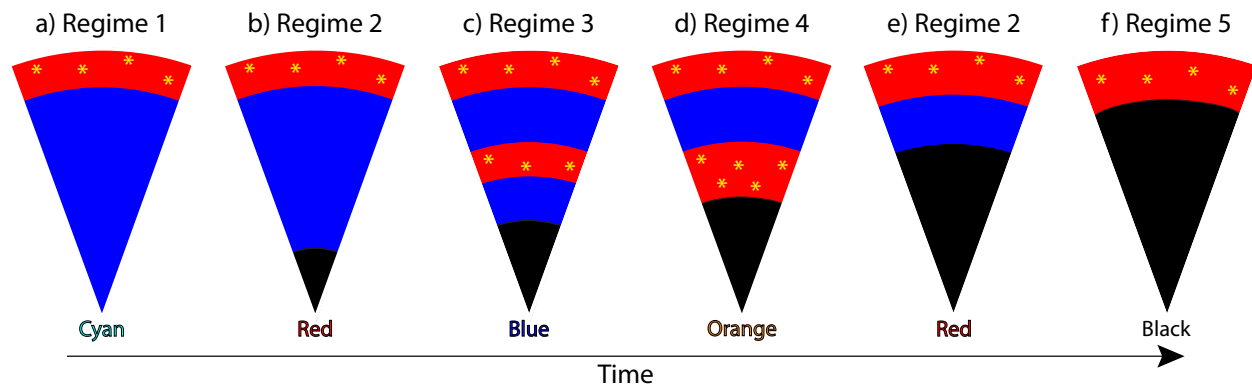 a) Regime 1
b) Regime 2
c) Regime 3
d) Regime 4
e) Regime 2
f) Regime 5
Cyan
Red
Blue
Orange
Red
Black
Time